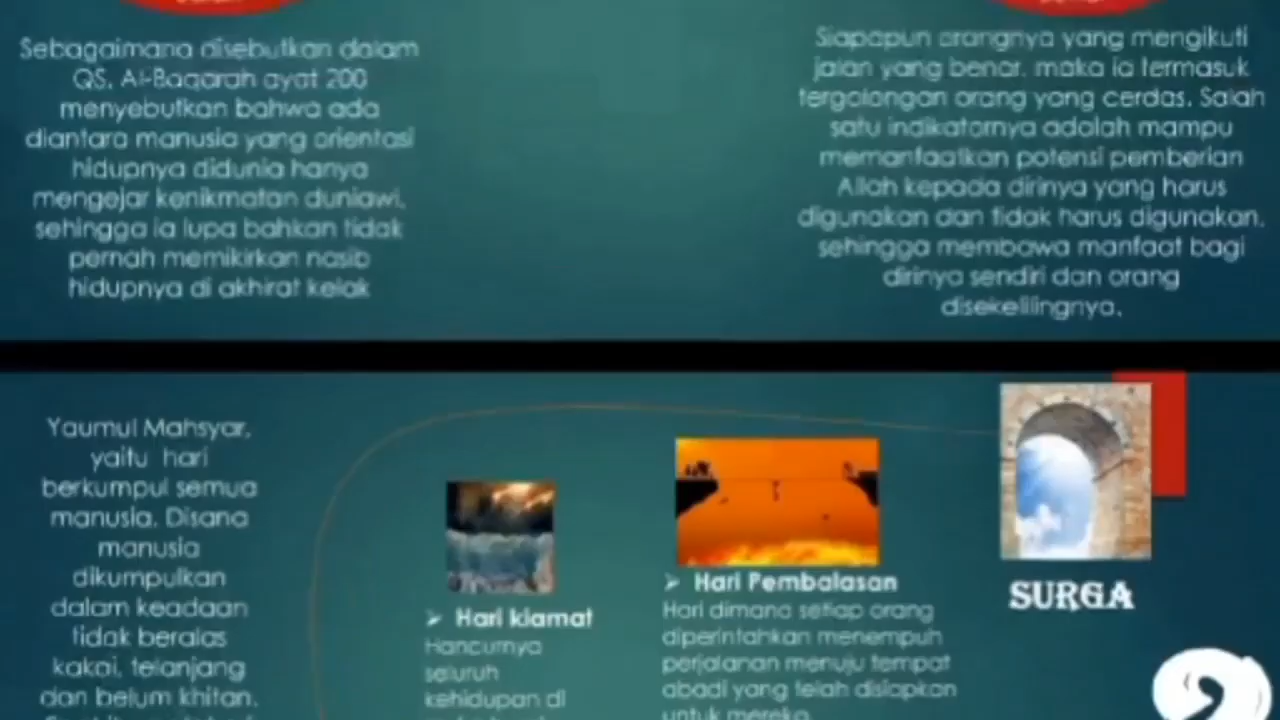 Sebagaimana disebutkan dalam
QS. Al-Baqarah ayat 200
menyebutkan bahwa ada
diantara manusia yang orientasi
hidupnya didunia hanya
mengejar kenikmatan duniawi,
sehingga ia lupa bahkan tidak
pernah memikirkan nasib
hidupnya di akhirat kelak
Siapapun orangnya yang mengikuti
jalan yang benar, maka ia termasuk
tergolongan orang yang cerdas. Salah
satu indikatornya adalah mampu
memanfaatkan potensi pemberian
Allah kepada dirinya yang harus
digunakan dan tidak harus digunakan,
sehingga membawa manfaat bagi
dirinya sendiri dan orang
disekelilingnya.
Yaumul Mahsyar,
yaitu hari
berkumpul semua
manusia. Disana
manusia
dikumpulkan
dalam keadaan
tidak beralas
kakai, telanjang
dan belum khitan.
➢ Hari kiamat
Hancurnya
seluruh
kehidupan di
➢ Hari Pembalasan
Hari dimana setiap orang
diperintahkan menempuh
perjalanan menuju tempat
abadi yang telah disiapkan
untuk mereka.
SURGA